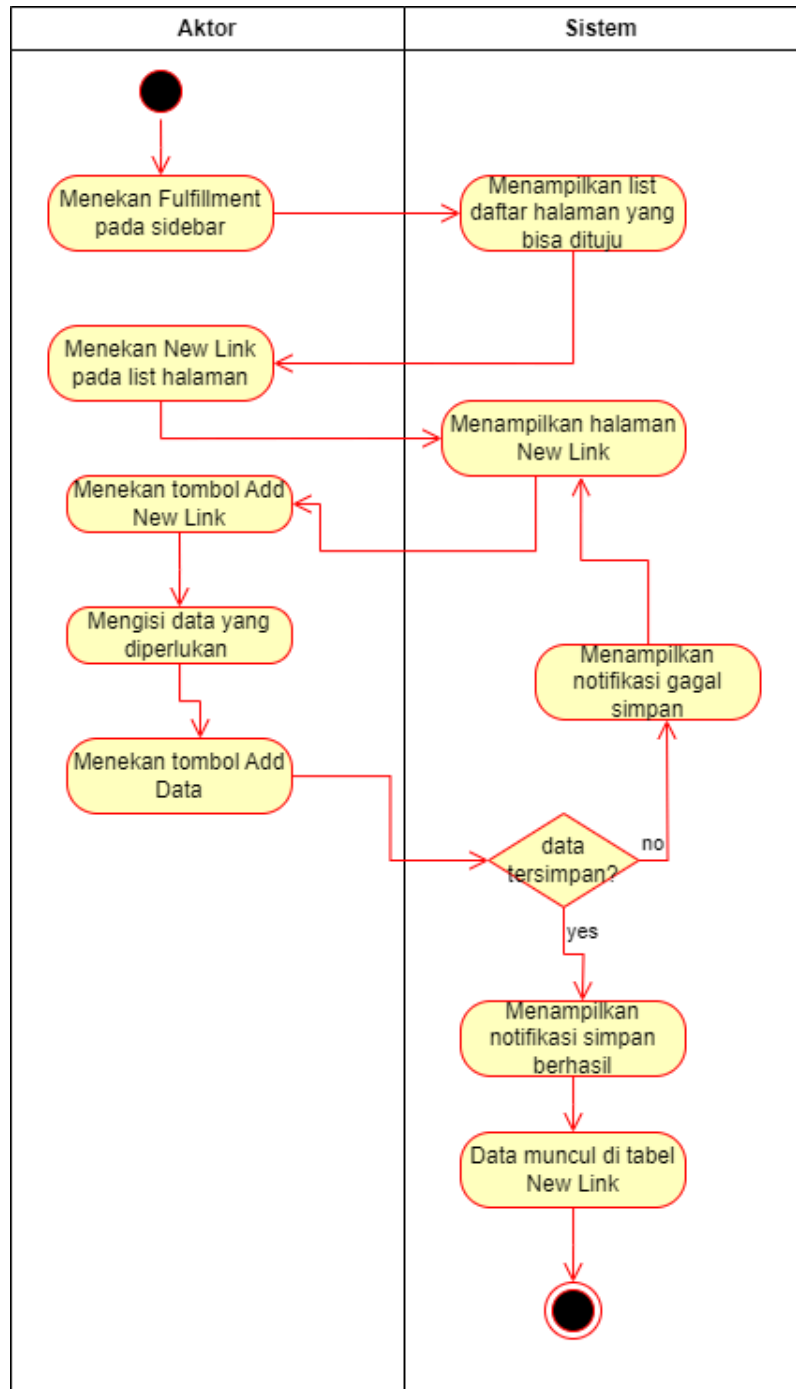 Aktor
Sistem
Menekan Fulfillment
pada sidebar
Menampilkan list
daftar halaman yang
bisa dituju
Menekan New Link
pada list halaman
Menampilkan halaman
New Link
Menekan tombol Add
New Link
Mengisi data yang
diperlukan
Menampilkan
notifikasi gagal
simpan
Menekan tombol Add
Data
data
tersimpan?
no
yes
Menampilkan
notifikasi simpan
berhasil
Data muncul di tabel
New Link